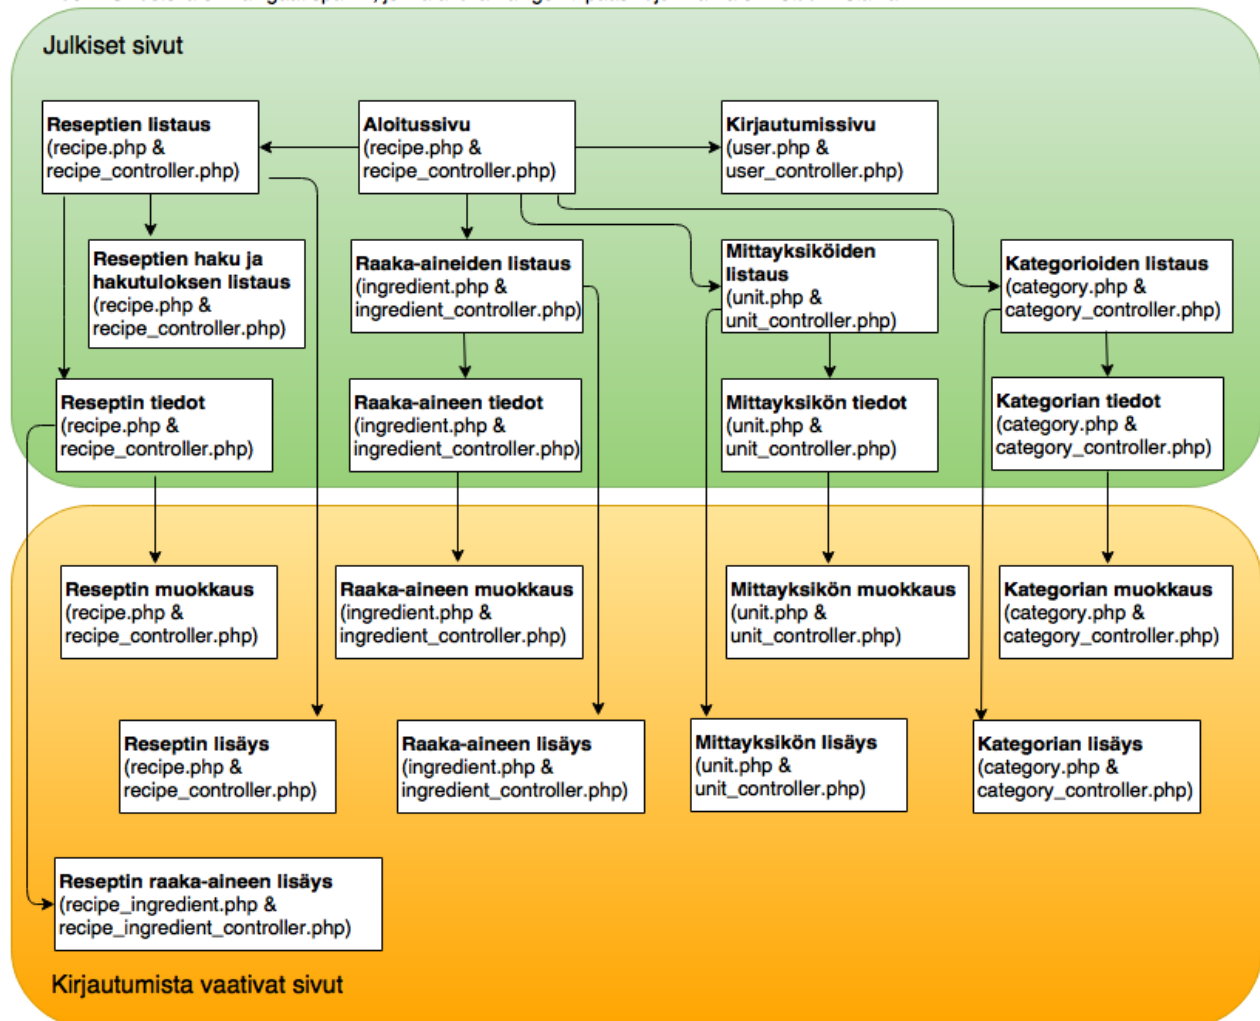 Julkiset sivut
Reseptien listaus
(recipe.php &
recipe_controller.php)
Aloitussivu
(recipe.php &
recipe_controller.php)
Kirjautumissivu
(user.php &
user_controller.php)
Reseptien haku ja
hakutuloksen listaus
(recipe.php &
recipe_controller.php)
Raaka-aineiden listaus
(ingredient.php &
ingredient_controller.php)
Mittayksiköiden
listaus
(unit.php &
unit_controller.php)
Kategorioiden listaus
(category.php &
category_controller.php)
Reseptin tiedot
(recipe.php &
recipe_controller.php)
Raaka-aineen tiedot
(ingredient.php &
ingredient_controller.php)
Mittayksikön tiedot
(unit.php &
unit_controller.php)
Kategorian tiedot
(category.php &
category_controller.php)
Reseptin muokkaus
(recipe.php &
recipe_controller.php)
Raaka-aineen muokkaus
(ingredient.php &
ingredient_controller.php)
Mittayksikön muokkaus
(unit.php &
unit_controller.php)
Kategorian muokkaus
(category.php &
category_controller.php)
Reseptin lisäys
(recipe.php &
recipe_controller.php)
Raaka-aineen lisäys
(ingredient.php &
ingredient_controller.php)
Mittayksikön lisäys
(unit.php &
unit_controller.php)
Kategorian lisäys
(category.php &
category_controller.php)
Reseptin raaka-aineen lisäys
(recipe_ingredient.php &
recipe_ingredient_controller.php)
Kirjautumista vaativat sivut